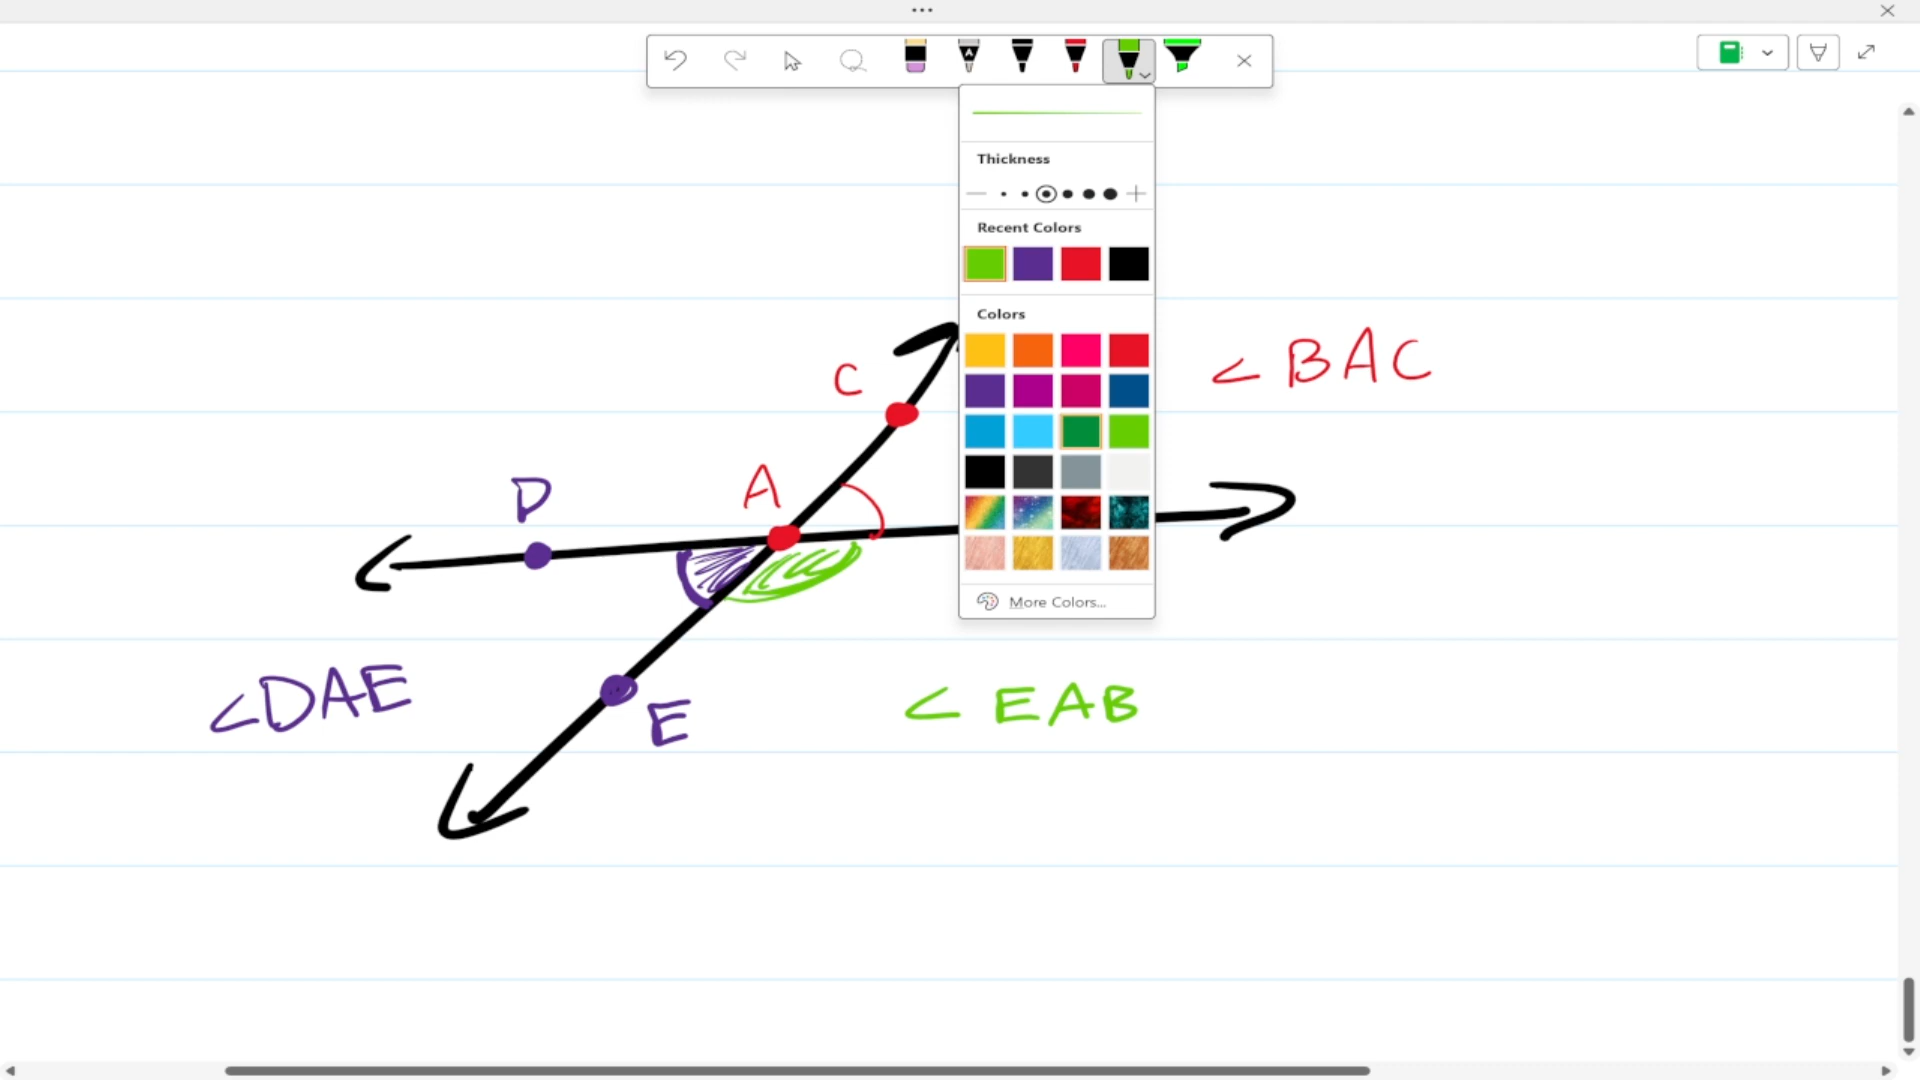 Thickness
Recent Colors
Colors
< BAC
C
A
D
<DAE
E
< EAB
More Colors...